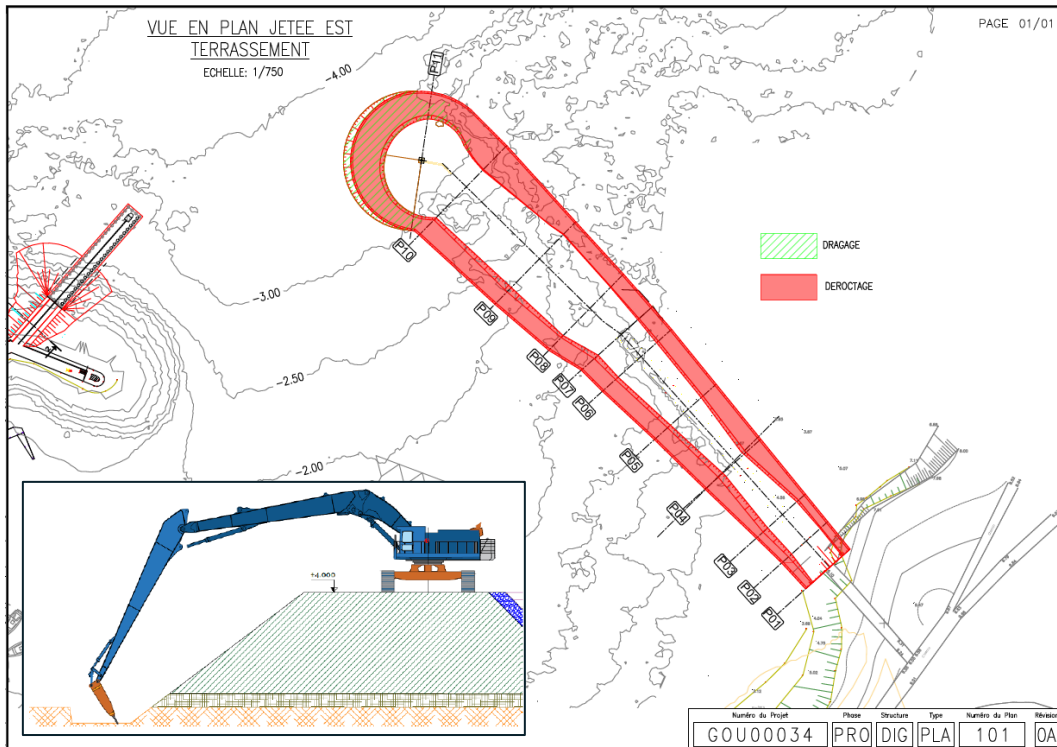 VUE EN PLAN JETEE EST
TERRASSEMENT
ECHELLE: 1/750
PAGE 01/01
-4.00
P11
DRAGAGE
DEROCTAGE
P10
-3.00
P09
P08
-2.50
P07
P06
P05
-2.00
P04
P03
P02
P01
+4.000
Numéro du Projet
Phase
Structure
Type
Numéro du Plan
Révision
GOU00034
PRO
DIG
PLA
101
0A